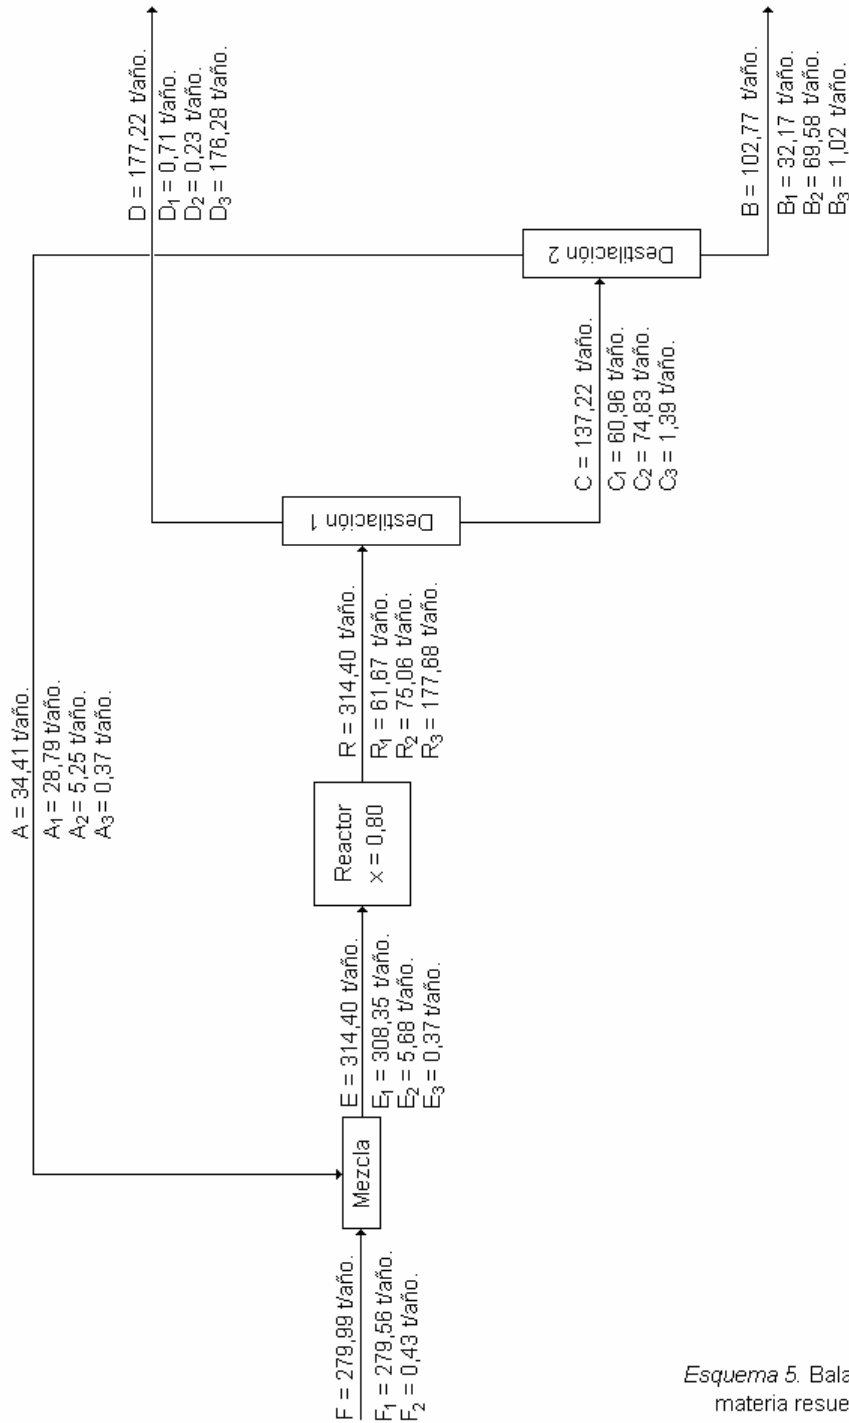 F = 279,99 t/año.
F1 = 279,56 t/año.
F2 = 0,43 t/año.
Mezcla
A = 34,41 t/año.
A1 = 28,79 t/año.
A2 = 5,25 t/año.
A3 = 0,37 t/año.
E = 314,40 t/año.
E1 = 308,35 t/año.
E2 = 5,68 t/año.
E3 = 0,37 t/año.
Reactor
x = 0,80
R = 314,40 t/año.
R1 = 61,67 t/año.
R2 = 75,06 t/año.
R3 = 177,68 t/año.
Destilación 1
D = 177,22 t/año.
D1 = 0,71 t/año.
D2 = 0,23 t/año.
D3 = 176,28 t/año.
C = 137,22 t/año.
C1 = 60,96 t/año.
C2 = 74,83 t/año.
C3 = 1,39 t/año.
Destilación 2
B = 102,77 t/año.
B1 = 32,17 t/año.
B2 = 69,58 t/año.
B3 = 1,02 t/año.
Esquema 5. Bala
materia resue